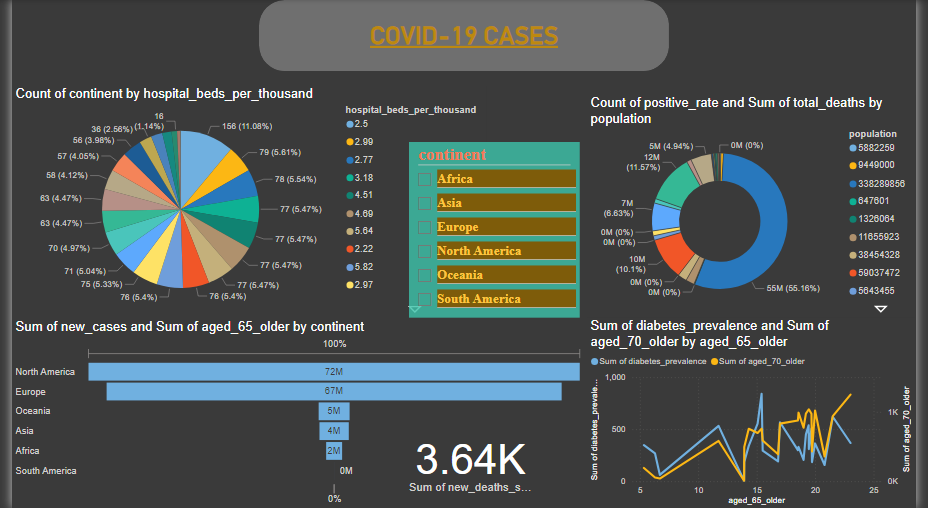 COVID-19 CASES
Count of continent by hospital_beds_per_thousand
16
(1.14%)
36 (2.56%)
56 (3.98%)
57 (4.05%)
58 (4.12%)
63 (4.47%)
63 (4.47%)
70 (4.97%)
71 (5.04%)
75 (5.33%)
76 (5.4%)
76 (5.4%)
77 (5.47%)
77 (5.47%)
77 (5.47%)
77 (5.47%)
78 (5.54%)
79 (5.61%)
156 (11.08%)
hospital_beds_per_thousand
2.5
2.99
2.77
3.18
4.51
4.69
5.64
2.22
5.82
2.97
continent
Africa
Asia
Europe
North America
Oceania
South America
Count of positive_rate and Sum of total_deaths by
population
5M (4.94%)
0M (0%)
12M
(11.57%)
7M
(6.63%)
0M (0%)
0M (0%)
10M
(10.1%)
0M (0%)
0M (0%)
55M (55.16%)
population
5882259
9449000
338289856
647601
1326064
11655923
38454328
59037472
5643455
Sum of new_cases and Sum of aged_65_older by continent
100%
North America 72M
Europe 67M
Oceania 5M
Asia 4M
Africa 2M
South America 0M
0%
3.64K
Sum of new_deaths_s...
Sum of diabetes_prevalence and Sum of
aged_70_older by aged_65_older
Sum of diabetes_prevalence Sum of aged_70_older
Sum of diabetes_prevale...
1,000
500
0
5 10 15 20 25
aged_65_older
1K
0K
Sum of aged_70_older